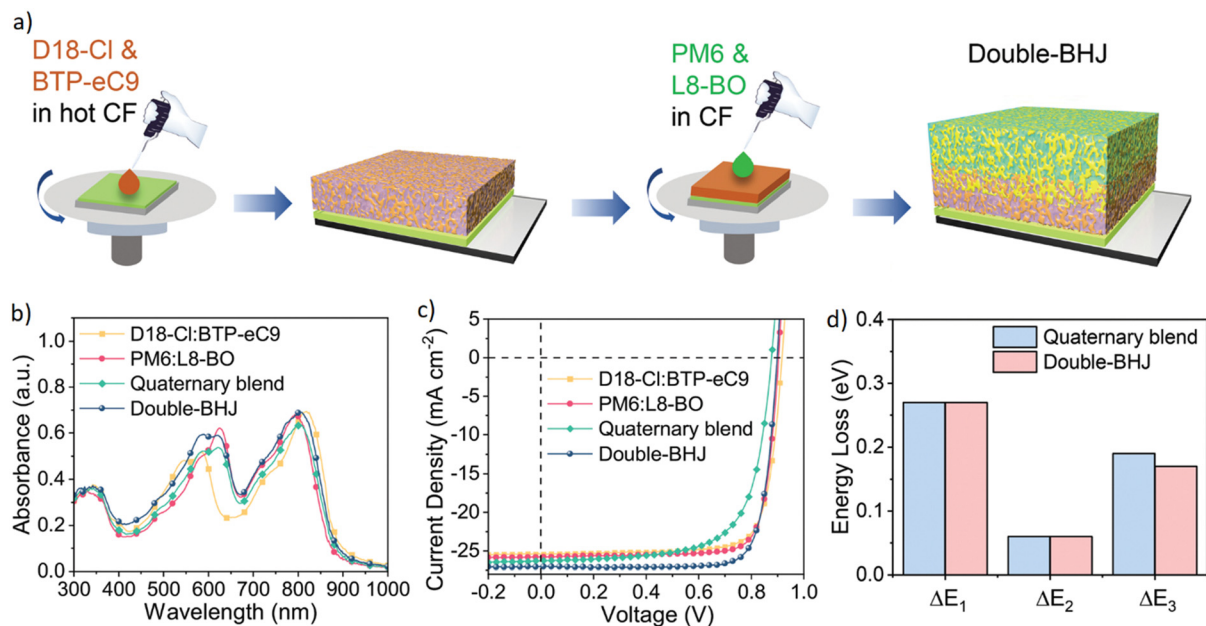 a)
D18-Cl &
BTP-eC9
in hot CF
PM6 &
L8-BO
in CF
Double-BHJ
b)
D18-Cl:BTP-eC9
PM6:L8-BO
Quaternary blend
Double-BHJ
Absorbance (a.u.)
1.0
0.8
0.6
0.4
0.2
0.0
300 400 500 600 700 800 900 1000
Wavelength (nm)
c)
D18-Cl:BTP-eC9
PM6:L8-BO
Quaternary blend
Double-BHJ
Current Density (mA cm⁻²)
5
0
-5
-10
-15
-20
-25
-0.2 0.0 0.2 0.4 0.6 0.8 1.0
Voltage (V)
d)
Quaternary blend
Double-BHJ
Energy Loss (eV)
0.4
0.3
0.2
0.1
0.0
ΔE₁ ΔE₂ ΔE₃